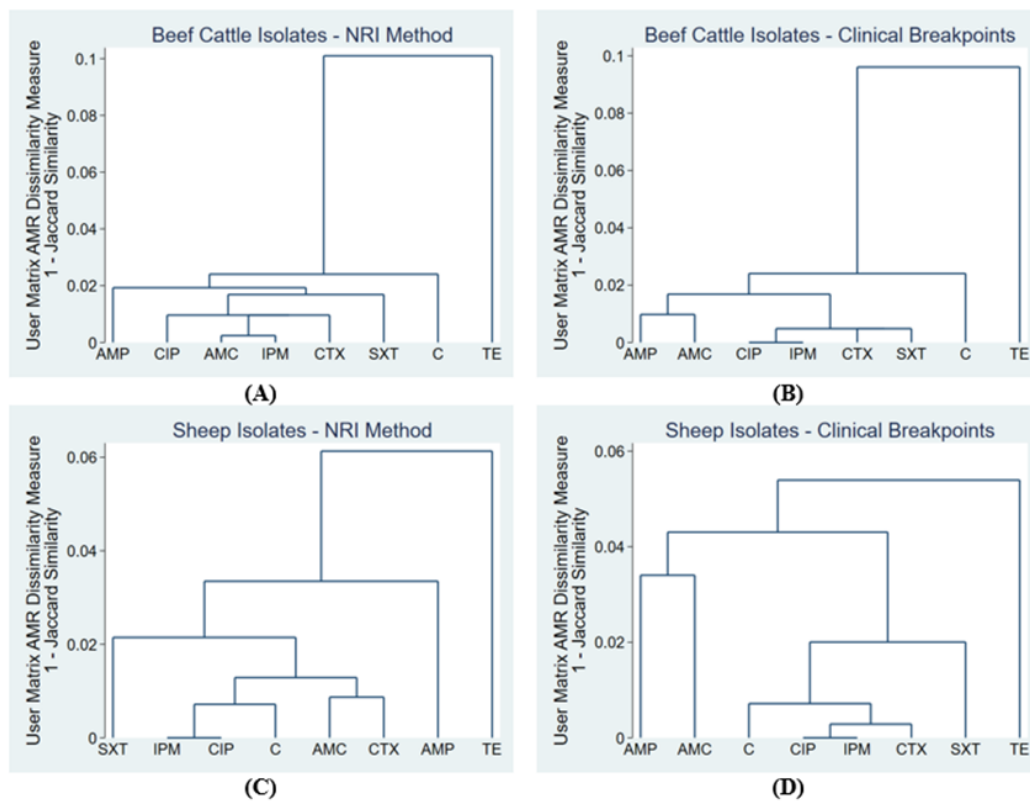 Beef Cattle Isolates - NRI Method
User Matrix AMR Dissimilarity Measure
1 - Jaccard Similarity
0.1
0.08
0.06
0.04
0.02
0
AMP CIP AMC IPM CTX SXT C TE
(A)
Beef Cattle Isolates - Clinical Breakpoints
User Matrix AMR Dissimilarity Measure
1 - Jaccard Similarity
0.1
0.08
0.06
0.04
0.02
0
AMP AMC CIP IPM CTX SXT C TE
(B)
Sheep Isolates - NRI Method
User Matrix AMR Dissimilarity Measure
1 - Jaccard Similarity
0.06
0.04
0.02
0
SXT IPM CIP C AMC CTX AMP TE
(C)
Sheep Isolates - Clinical Breakpoints
User Matrix AMR Dissimilarity Measure
1 - Jaccard Similarity
0.06
0.04
0.02
0
AMP AMC C CIP IPM CTX SXT TE
(D)